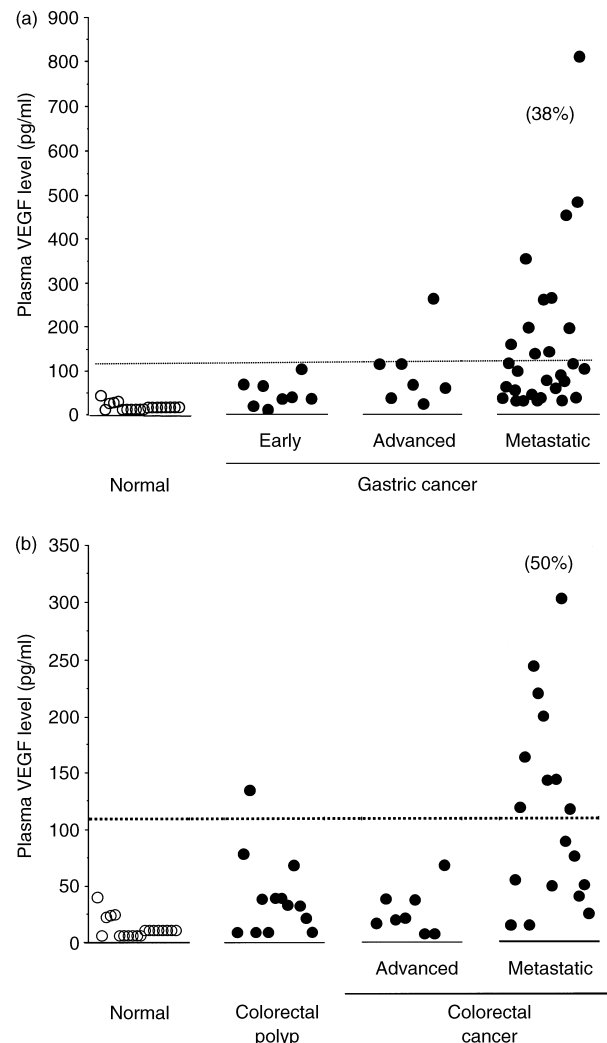 (a)
Plasma VEGF level (pg/ml)
900
800
700
600
500
400
300
200
100
0
(38%)
Early
Advanced
Metastatic
Normal
Gastric cancer
(b)
Plasma VEGF level (pg/ml)
350
300
250
200
150
100
50
0
(50%)
Advanced
Metastatic
Normal
Colorectal
polyp
Colorectal
cancer